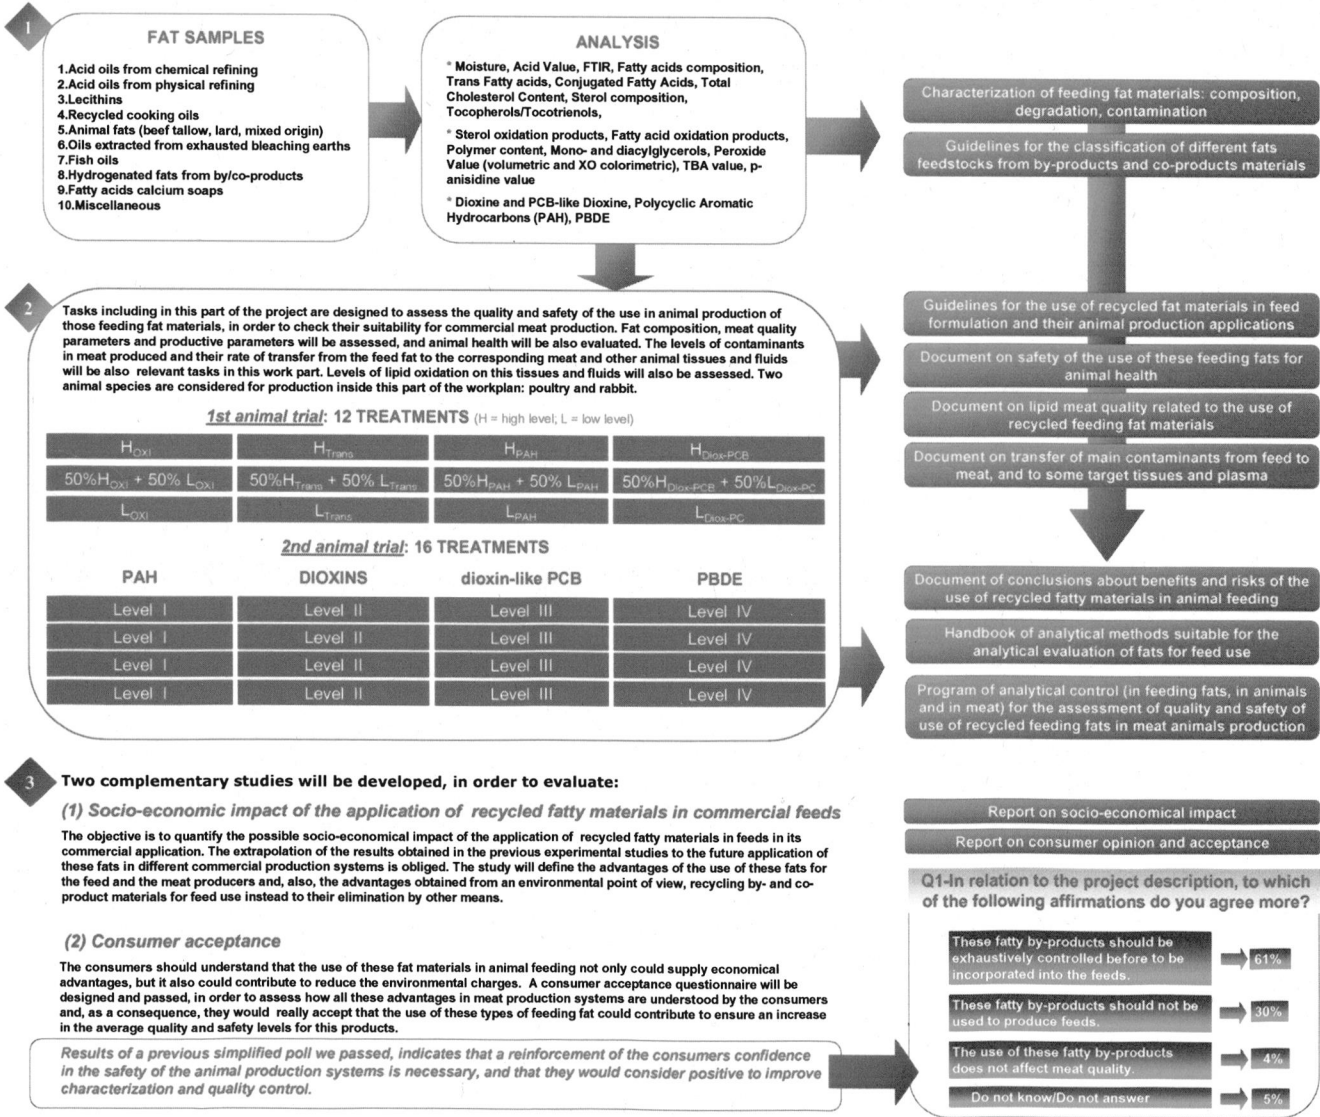 1
FAT SAMPLES
1.Acid oils from chemical refining
2.Acid oils from physical refining
3.Lecithins
4.Recycled cooking oils
5.Animal fats (beef tallow, lard, mixed origin)
6.Oils extracted from exhausted bleaching earths
7.Fish oils
8.Hydrogenated fats from by/co-products
9.Fatty acids calcium soaps
10.Miscellaneous
ANALYSIS
* Moisture, Acid Value, FTIR, Fatty acids composition,
Trans Fatty acids, Conjugated Fatty Acids, Total
Cholesterol Content, Sterol composition,
Tocopherols/Tocotrienols,
* Sterol oxidation products, Fatty acid oxidation products,
Polymer content, Mono- and diacylglycerols, Peroxide
Value (volumetric and XO colorimetric), TBA value, p-
anisidine value
* Dioxine and PCB-like Dioxine, Polycyclic Aromatic
Hydrocarbons (PAH), PBDE
Characterization of feeding fat materials: composition,
degradation, contamination
Guidelines for the classification of different fats
feedstocks from by-products and co-products materials
2
Tasks including in this part of the project are designed to assess the quality and safety of the use in animal production of
those feeding fat materials, in order to check their suitability for commercial meat production. Fat composition, meat quality
parameters and productive parameters will be assessed, and animal health will be also evaluated. The levels of contaminants
in meat produced and their rate of transfer from the feed fat to the corresponding meat and other animal tissues and fluids
will be also relevant tasks in this work part. Levels of lipid oxidation on this tissues and fluids will also be assessed. Two
animal species are considered for production inside this part of the workplan: poultry and rabbit.
1st animal trial: 12 TREATMENTS (H = high level; L = low level)
HOXI HTrans HPAH HDiox-PCB
50%HOXI + 50% LOXI 50%HTrans + 50% LTrans 50%HPAH + 50% LPAH 50%HDiox-PCB + 50%LDiox-PC
LOXI LTrans LPAH LDiox-PC
2nd animal trial: 16 TREATMENTS
PAH DIOXINS dioxin-like PCB PBDE
Level I Level II Level III Level IV
Level I Level II Level III Level IV
Level I Level II Level III Level IV
Level I Level II Level III Level IV
Guidelines for the use of recycled fat materials in feed
formulation and their animal production applications
Document on safety of the use of these feeding fats for
animal health
Document on lipid meat quality related to the use of
recycled feeding fat materials
Document on transfer of main contaminants from feed to
meat, and to some target tissues and plasma
Document of conclusions about benefits and risks of the
use of recycled fatty materials in animal feeding
Handbook of analytical methods suitable for the
analytical evaluation of fats for feed use
Program of analytical control (in feeding fats, in animals
and in meat) for the assessment of quality and safety of
use of recycled feeding fats in meat animals production
3
Two complementary studies will be developed, in order to evaluate:
(1) Socio-economic impact of the application of recycled fatty materials in commercial feeds
The objective is to quantify the possible socio-economical impact of the application of recycled fatty materials in feeds in its
commercial application. The extrapolation of the results obtained in the previous experimental studies to the future application of
these fats in different commercial production systems is obliged. The study will define the advantages of the use of these fats for
the feed and the meat producers and, also, the advantages obtained from an environmental point of view, recycling by- and co-
product materials for feed use instead to their elimination by other means.
(2) Consumer acceptance
The consumers should understand that the use of these fat materials in animal feeding not only could supply economical
advantages, but it also could contribute to reduce the environmental charges. A consumer acceptance questionnaire will be
designed and passed, in order to assess how all these advantages in meat production systems are understood by the consumers
and, as a consequence, they would really accept that the use of these types of feeding fat could contribute to ensure an increase
in the average quality and safety levels for this products.
Results of a previous simplified poll we passed, indicates that a reinforcement of the consumers confidence
in the safety of the animal production systems is necessary, and that they would consider positive to improve
characterization and quality control.
Report on socio-economical impact
Report on consumer opinion and acceptance
Q1-In relation to the project description, to which
of the following affirmations do you agree more?
These fatty by-products should be
exhaustively controlled before to be
incorporated into the feeds.
61%
These fatty by-products should not be
used to produce feeds.
30%
The use of these fatty by-products
does not affect meat quality.
4%
Do not know/Do not answer
5%